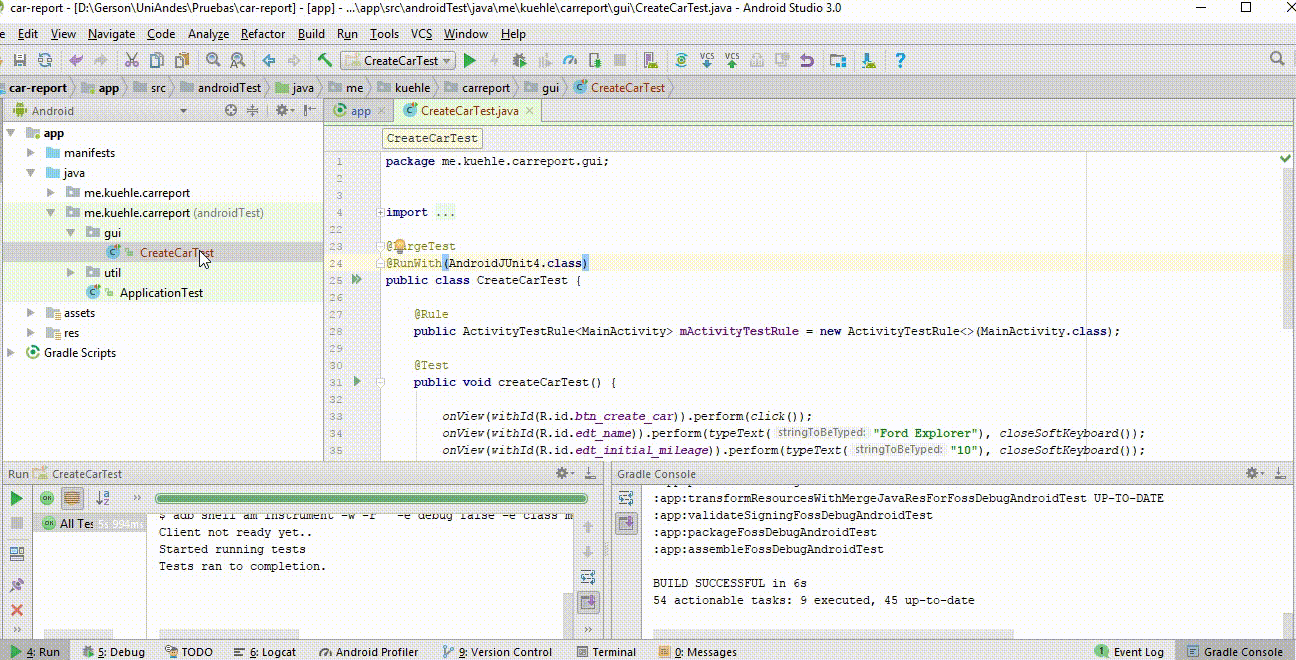 car-report - [D:\Gerson\UniAndes\Pruebas\car-report] - [app] - ...\app\src\androidTest\java\me\kuehle\carreport\gui\CreateCarTest.java - Android Studio 3.0
Edit View Navigate Code Analyze Refactor Build Run Tools VCS Window Help
CreateCarTest VCS VCS
car-report app src androidTest java me kuehle carreport gui CreateCarTest
Android
app CreateCarTest.java
app
manifests
java
me.kuehle.carreport
me.kuehle.carreport (androidTest)
gui
CreateCarTest
util
ApplicationTest
assets
res
Gradle Scripts
CreateCarTest
1 package me.kuehle.carreport.gui;
2
3
4 import ...
22
23 @LargeTest
24 @RunWith(AndroidJUnit4.class)
25 public class CreateCarTest {
26
27 @Rule
28 public ActivityTestRule<MainActivity> mActivityTestRule = new ActivityTestRule<>(MainActivity.class);
29
30 @Test
31 public void createCarTest() {
32
33 onView(withId(R.id.btn_create_car)).perform(click());
34 onView(withId(R.id.edt_name)).perform(typeText( stringToBeTyped: "Ford Explorer"), closeSoftKeyboard());
35 onView(withId(R.id.edt_initial_mileage)).perform(typeText( stringToBeTyped: "10"), closeSoftKeyboard());
Run CreateCarTest
OK
OK All Tes 5s 994ms
$ adb shell am instrument -w -r -e debug false -e class m
Client not ready yet..
Started running tests
Tests ran to completion.
Gradle Console
:app:transformResourcesWithMergeJavaResForFossDebugAndroidTest UP-TO-DATE
:app:validateSigningFossDebugAndroidTest
:app:packageFossDebugAndroidTest
:app:assembleFossDebugAndroidTest
BUILD SUCCESSFUL in 6s
54 actionable tasks: 9 executed, 45 up-to-date
4: Run 5: Debug TODO 6: Logcat Android Profiler 9: Version Control Terminal 0: Messages 1 Event Log Gradle Console